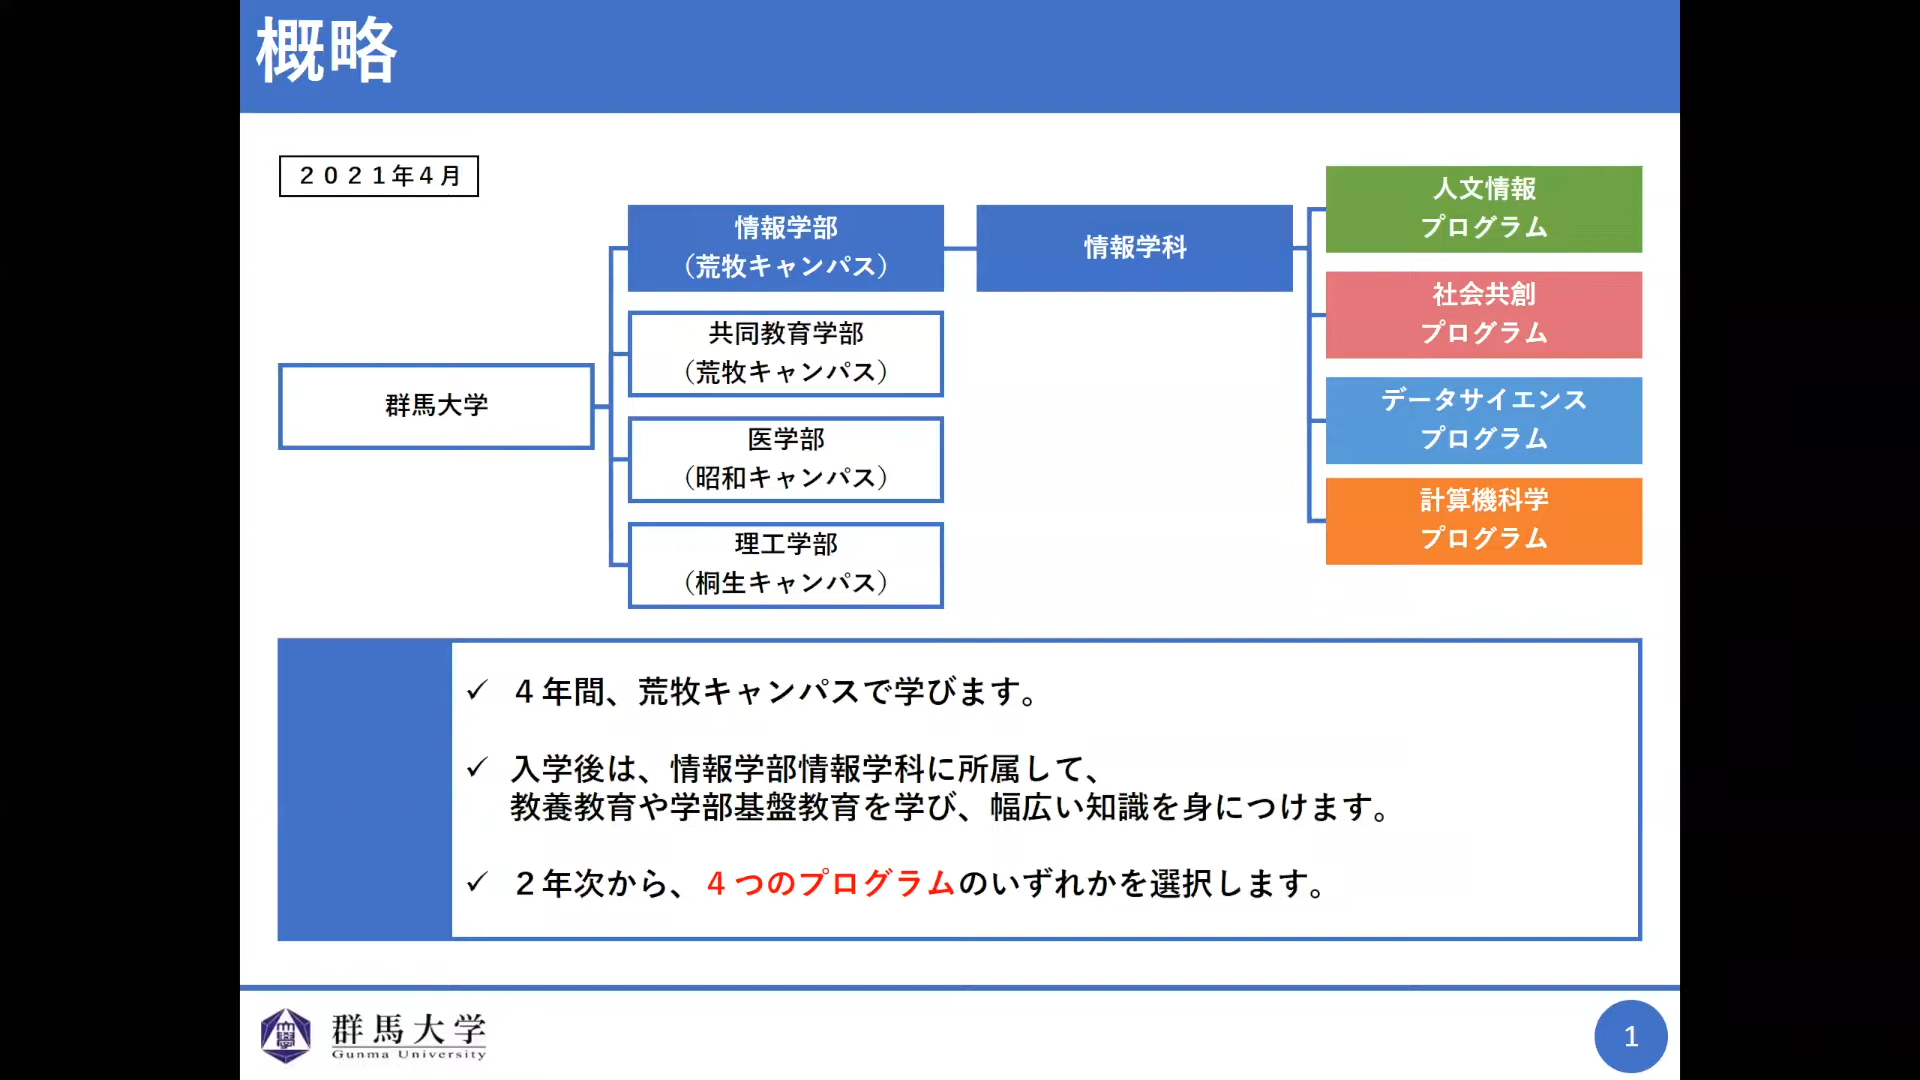 概略
２０２１年４月
群馬大学
情報学部
（荒牧キャンパス）
共同教育学部
（荒牧キャンパス）
医学部
（昭和キャンパス）
理工学部
（桐生キャンパス）
情報学科
人文情報
プログラム
社会共創
プログラム
データサイエンス
プログラム
計算機科学
プログラム
✓ ４年間、荒牧キャンパスで学びます。
✓ 入学後は、情報学部情報学科に所属して、
教養教育や学部基盤教育を学び、幅広い知識を身につけます。
✓ ２年次から、４つのプログラムのいずれかを選択します。
群馬大学
Gunma University
1